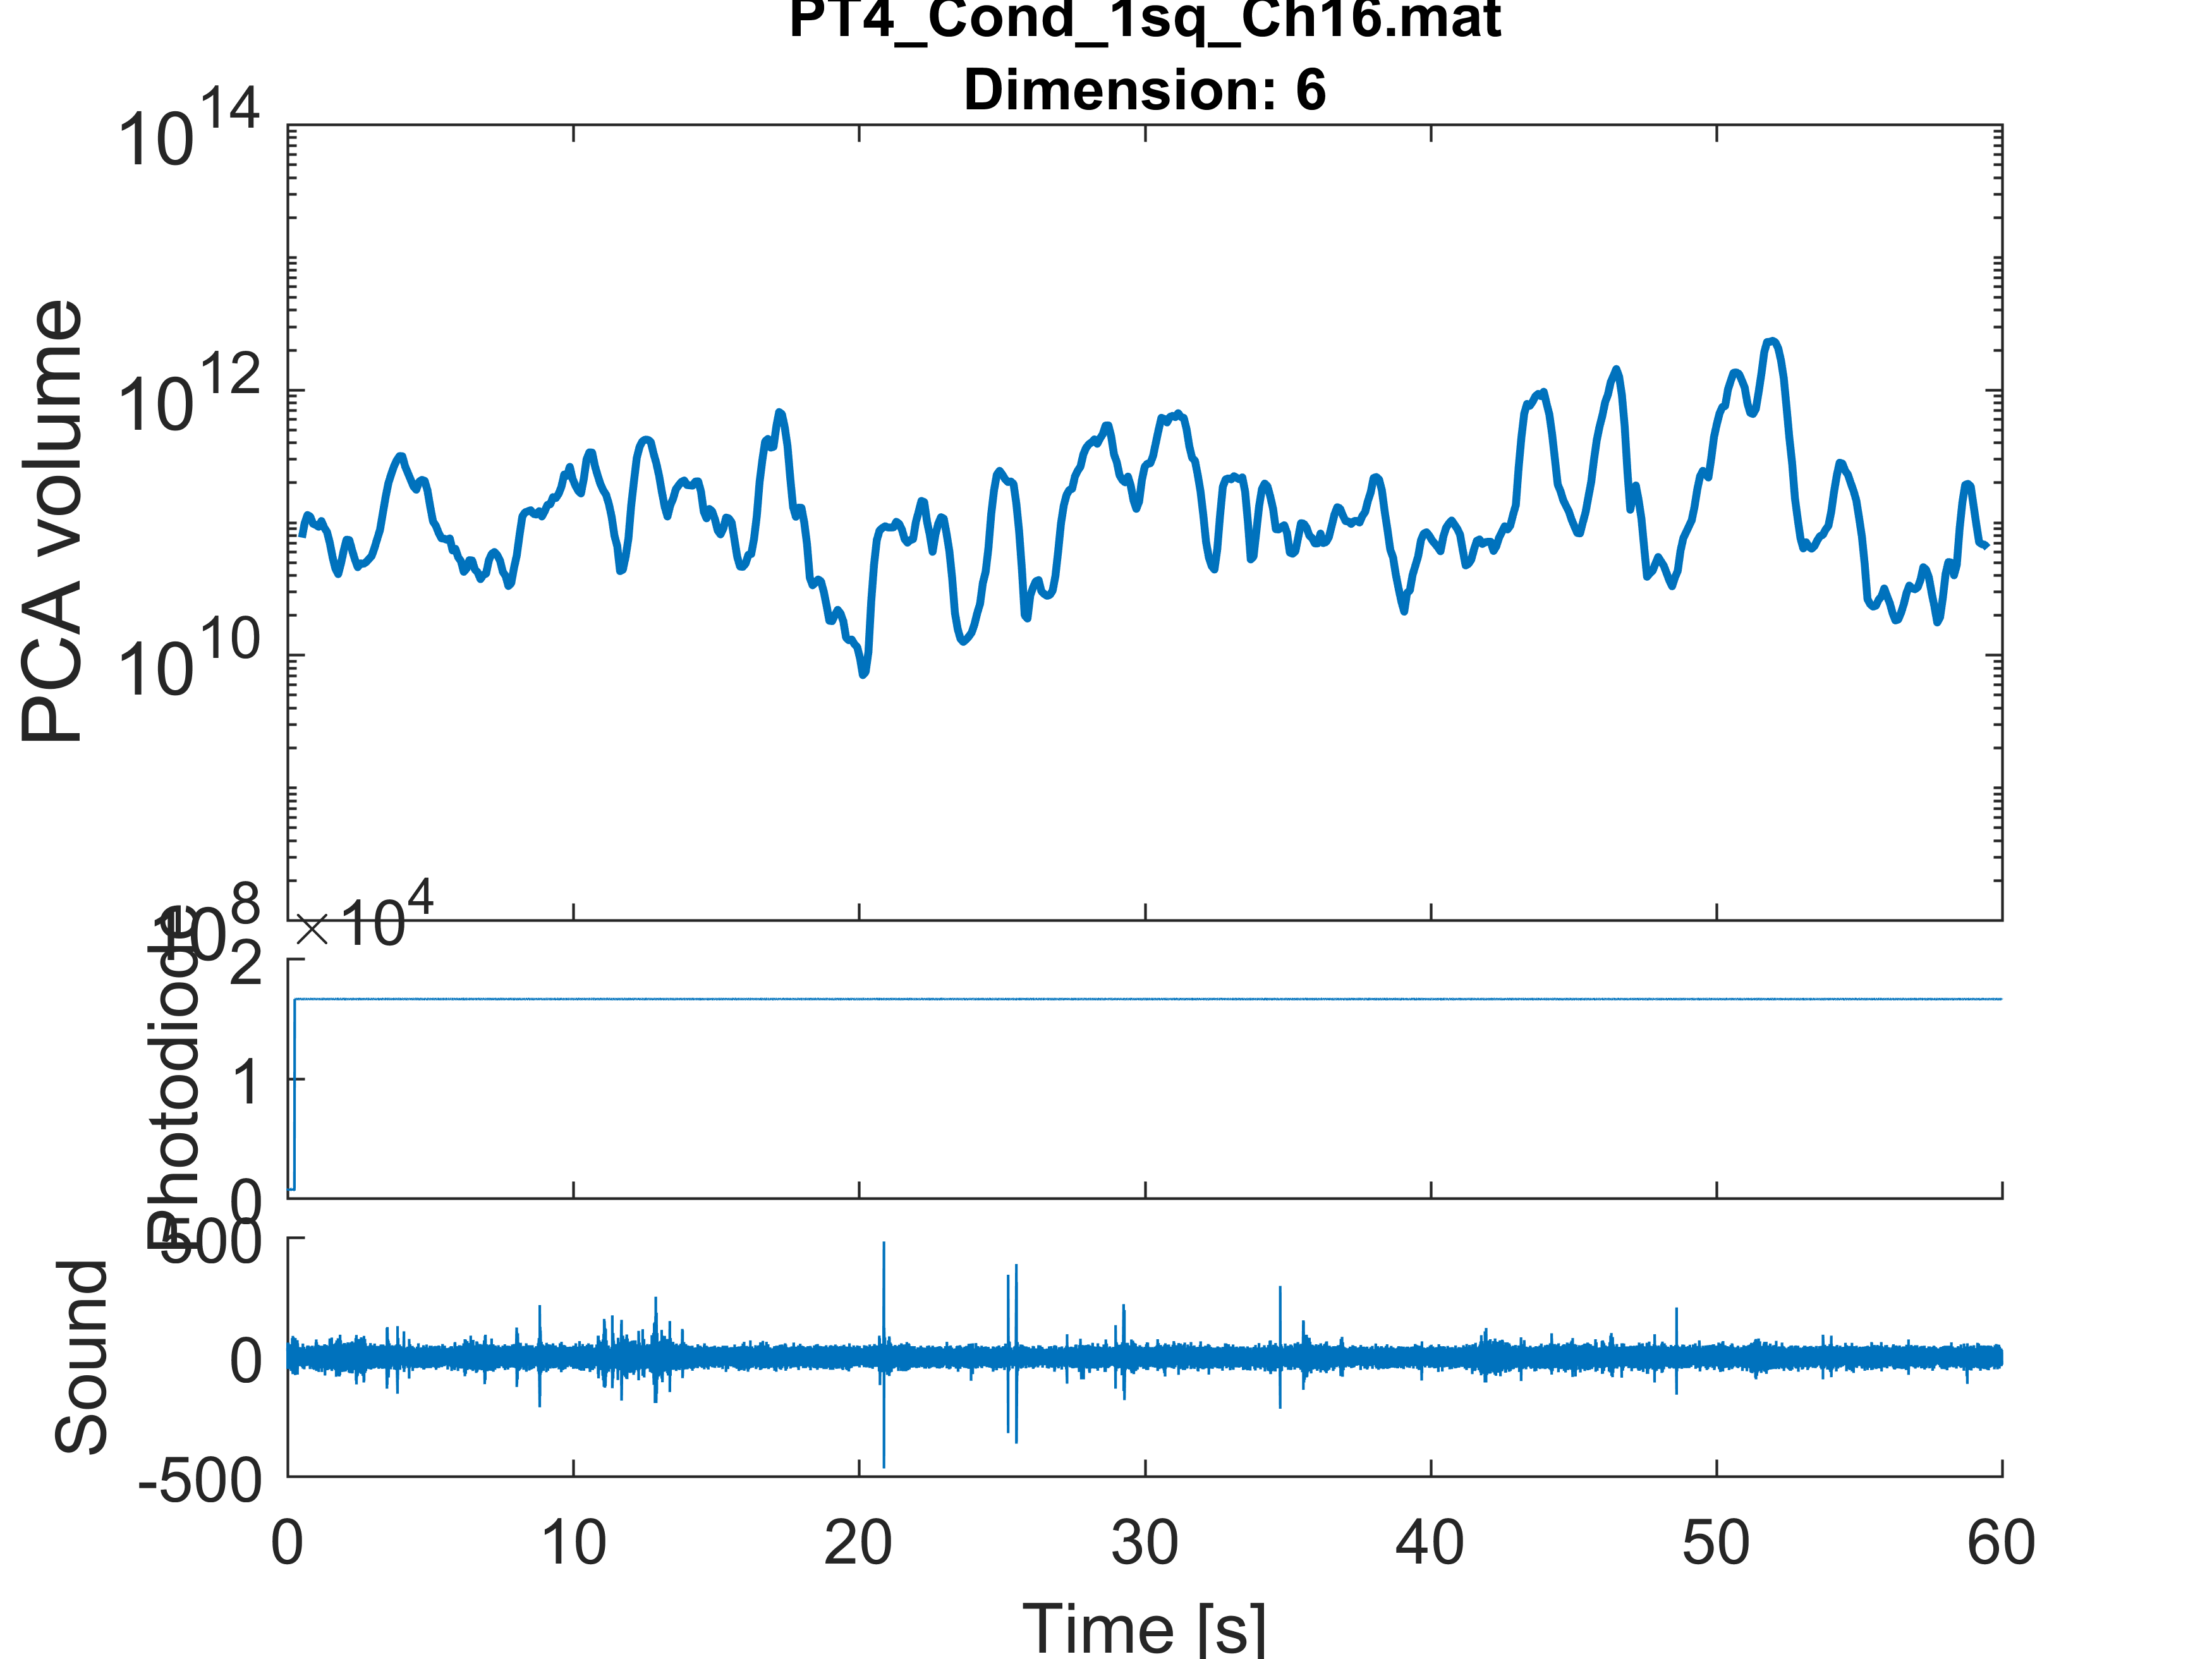 PT4_Cond_1sq_Ch16.mat
Dimension: 6
10^14
10^12
10^10
10^8
PCA volume
×10^4
2
1
0
Photodiode
500
0
-500
Sound
0 10 20 30 40 50 60
Time [s]